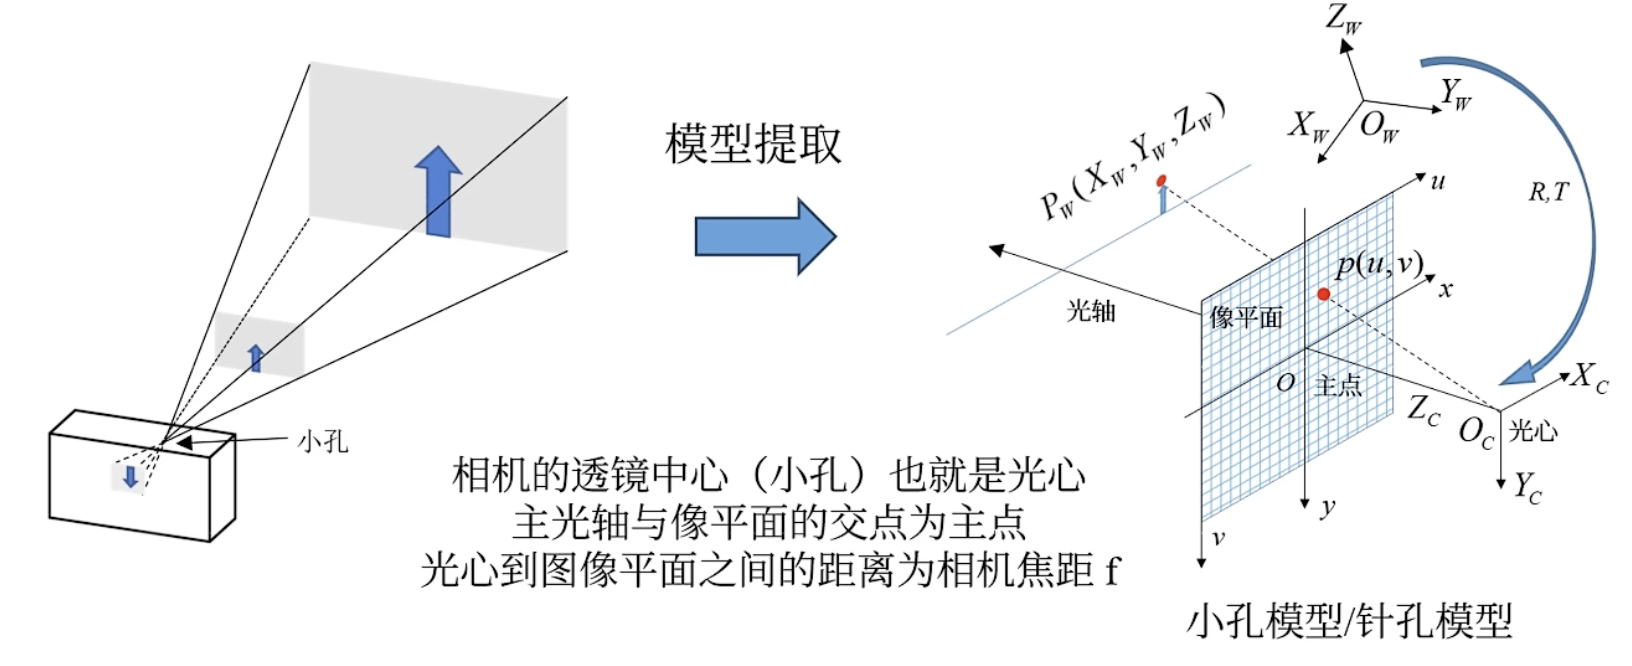 小孔
模型提取
相机的透镜中心（小孔）也就是光心
主光轴与像平面的交点为主点
光心到图像平面之间的距离为相机焦距 f
Z_W
Y_W
X_W
O_W
P_W(X_W,Y_W,Z_W)
R,T
u
p(u,v)
x
光轴
像平面
O
主点
Z_C
X_C
O_C
光心
Y_C
y
v
小孔模型/针孔模型